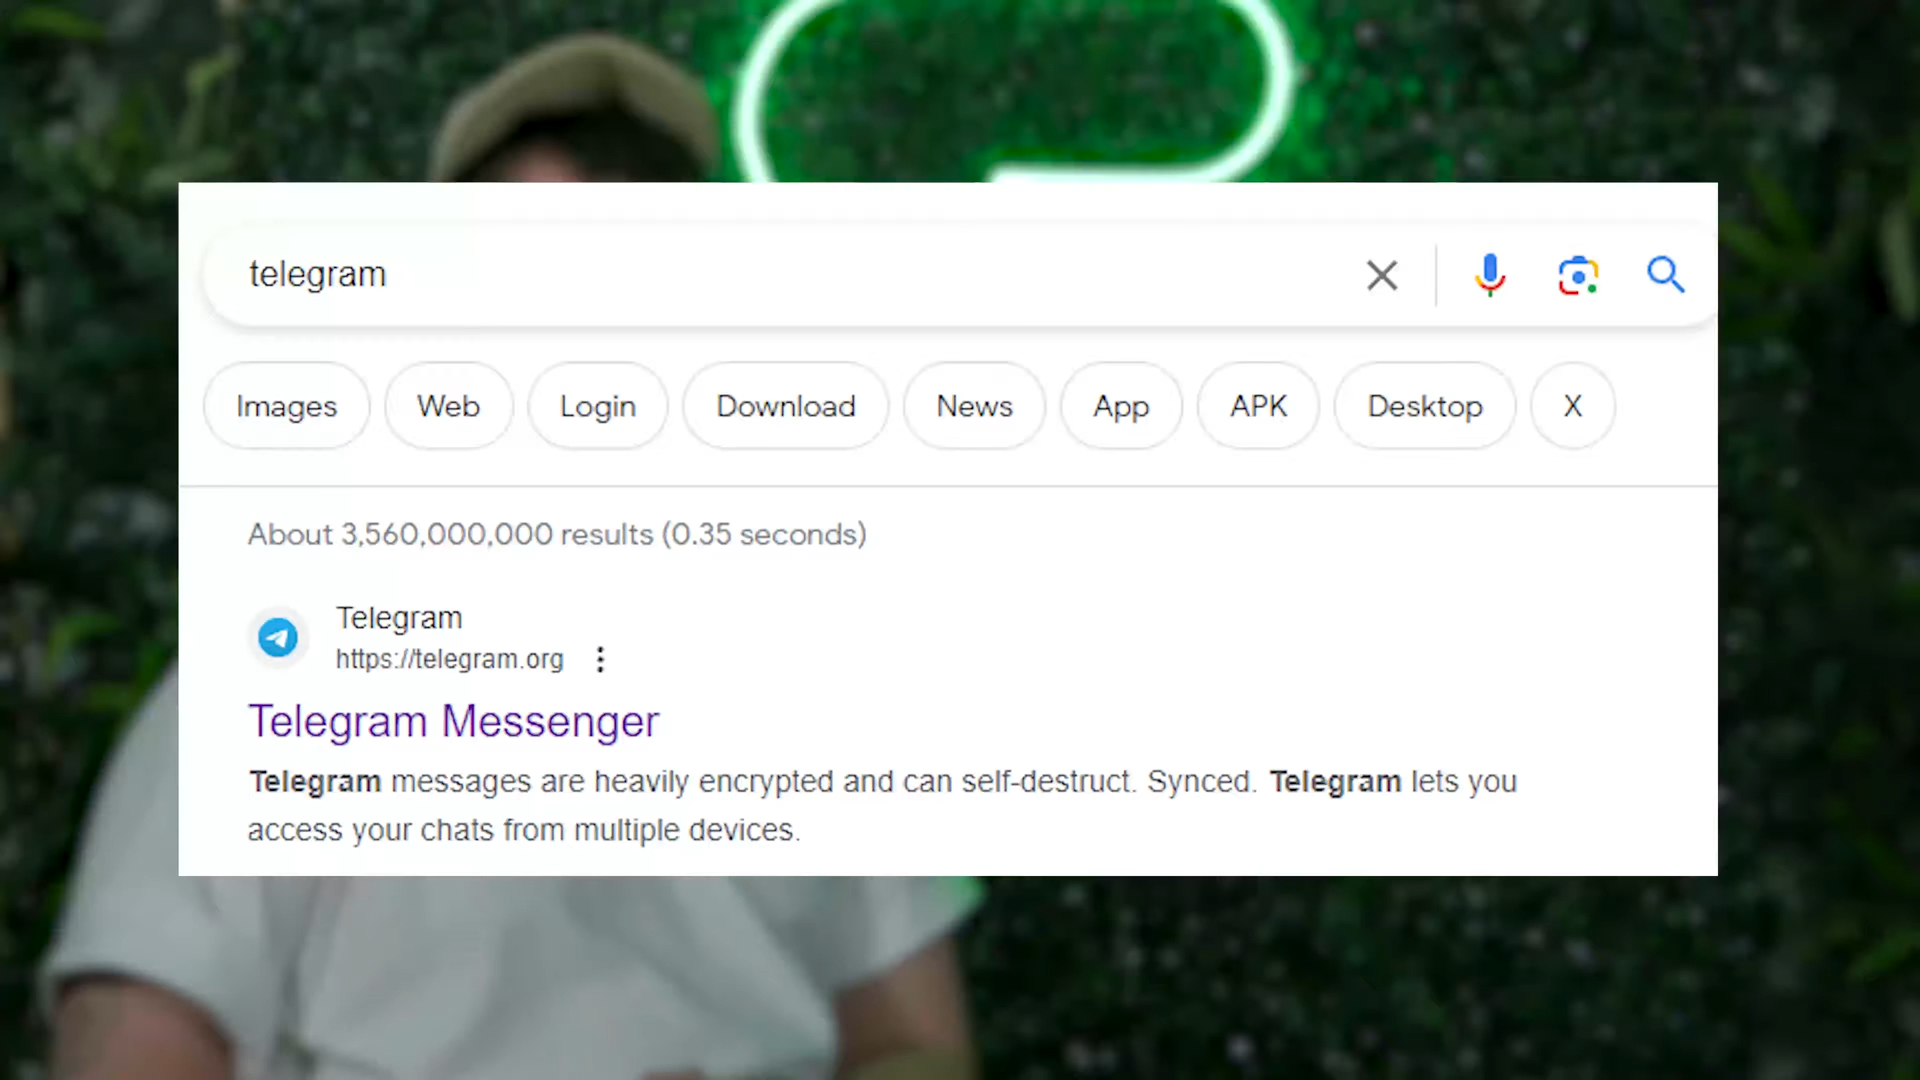 telegram
Images Web Login Download News App APK Desktop X
About 3,560,000,000 results (0.35 seconds)
Telegram
https://telegram.org
Telegram Messenger
Telegram messages are heavily encrypted and can self-destruct. Synced. Telegram lets you
access your chats from multiple devices.